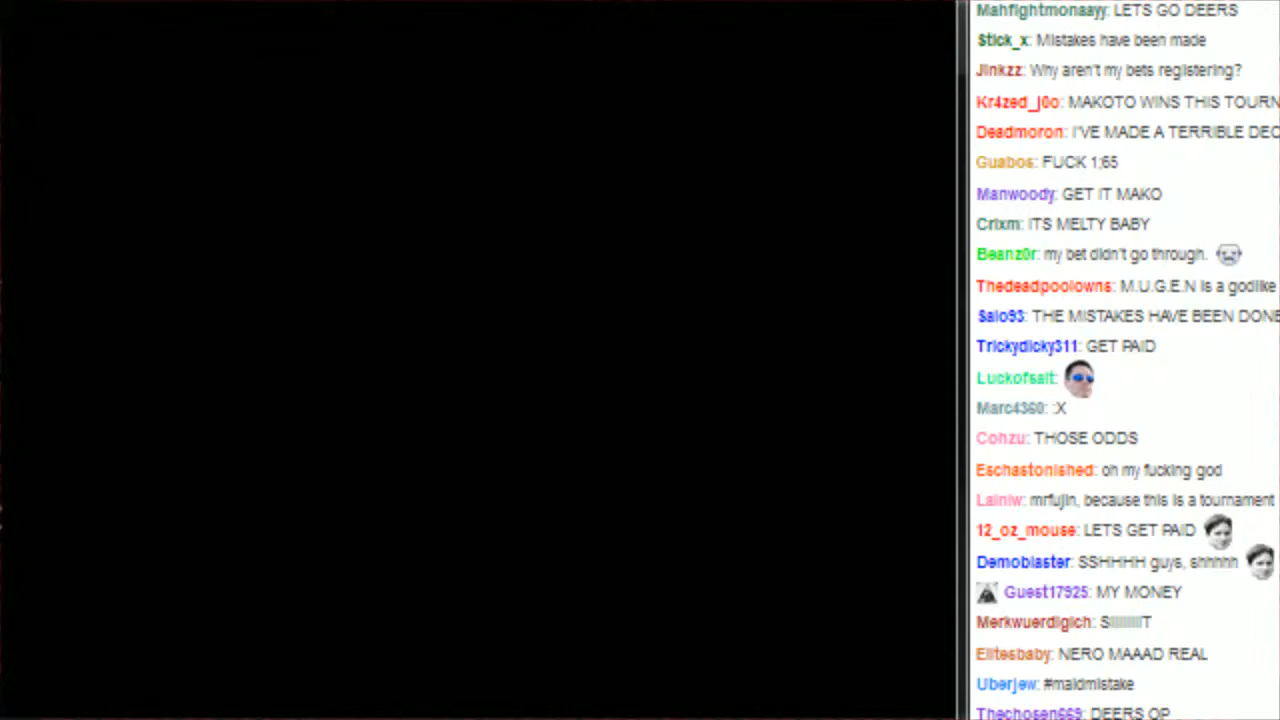 Mahfightmonaayy: LETS GO DEERS
Stick_x: Mistakes have been made
Jinkzz: Why aren't my bets registering?
Kr4zed_j0o: MAKOTO WINS THIS TOURN
Deadmoron: I'VE MADE A TERRIBLE DEC
Guabos: FUCK 1:65
Manwoody: GET IT MAKO
Crixm: ITS MELTY BABY
Beanz0r: my bet didn't go through.
Thedeadpoolowns: M.U.G.E.N is a godlike
Salo93: THE MISTAKES HAVE BEEN DONE
Trickydicky311: GET PAID
Luckofsalt:
Marc4360: :X
Cohzu: THOSE ODDS
Eschastonished: oh my fucking god
Lainiw: mrfujin, because this is a tournament
12_oz_mouse: LETS GET PAID
Demoblaster: SSHHHH guys, shhhhh
Guest17925: MY MONEY
Merkwuerdigich: SIIIIIIIIT
Elitesbaby: NERO MAAAD REAL
Uberjew: #maidmistake
Thechosen669: DEERS OP